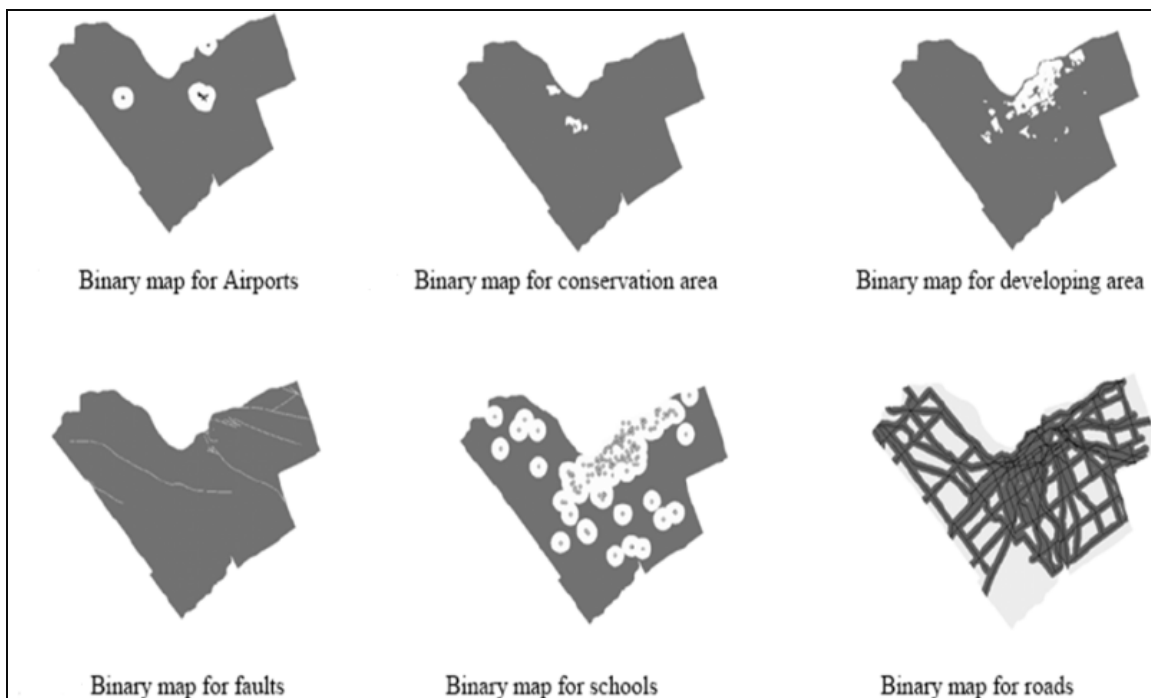 Binary map for Airports
Binary map for conservation area
Binary map for developing area
Binary map for faults
Binary map for schools
Binary map for roads